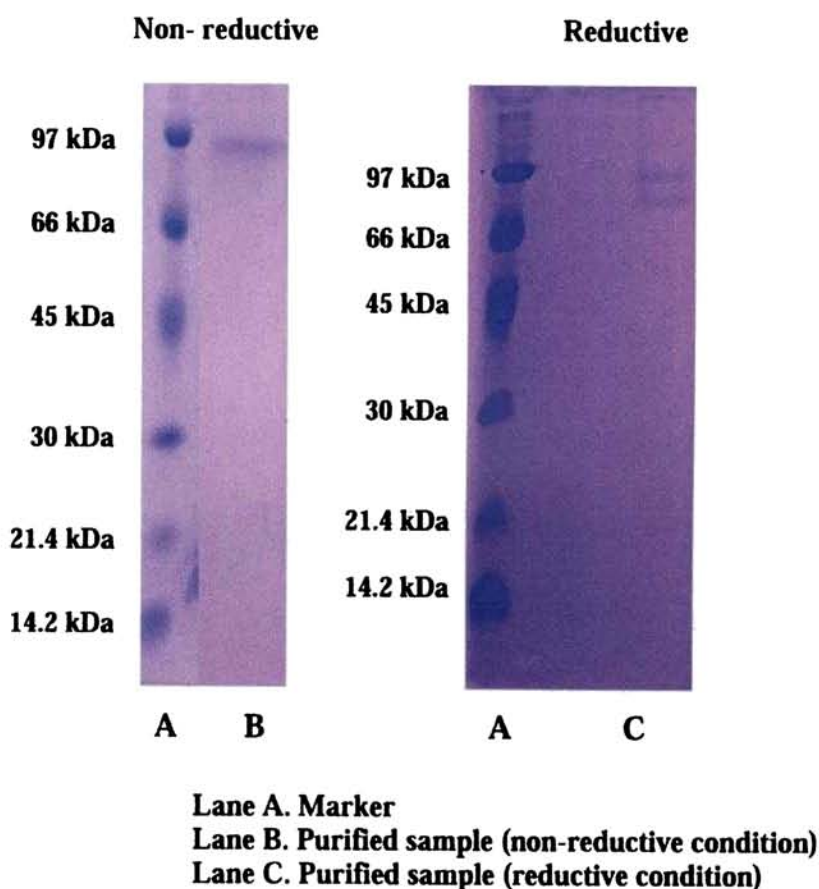 Non- reductive
Reductive
97 kDa
66 kDa
45 kDa
30 kDa
21.4 kDa
14.2 kDa
97 kDa
66 kDa
45 kDa
30 kDa
21.4 kDa
14.2 kDa
A B
A C
Lane A. Marker
Lane B. Purified sample (non-reductive condition)
Lane C. Purified sample (reductive condition)